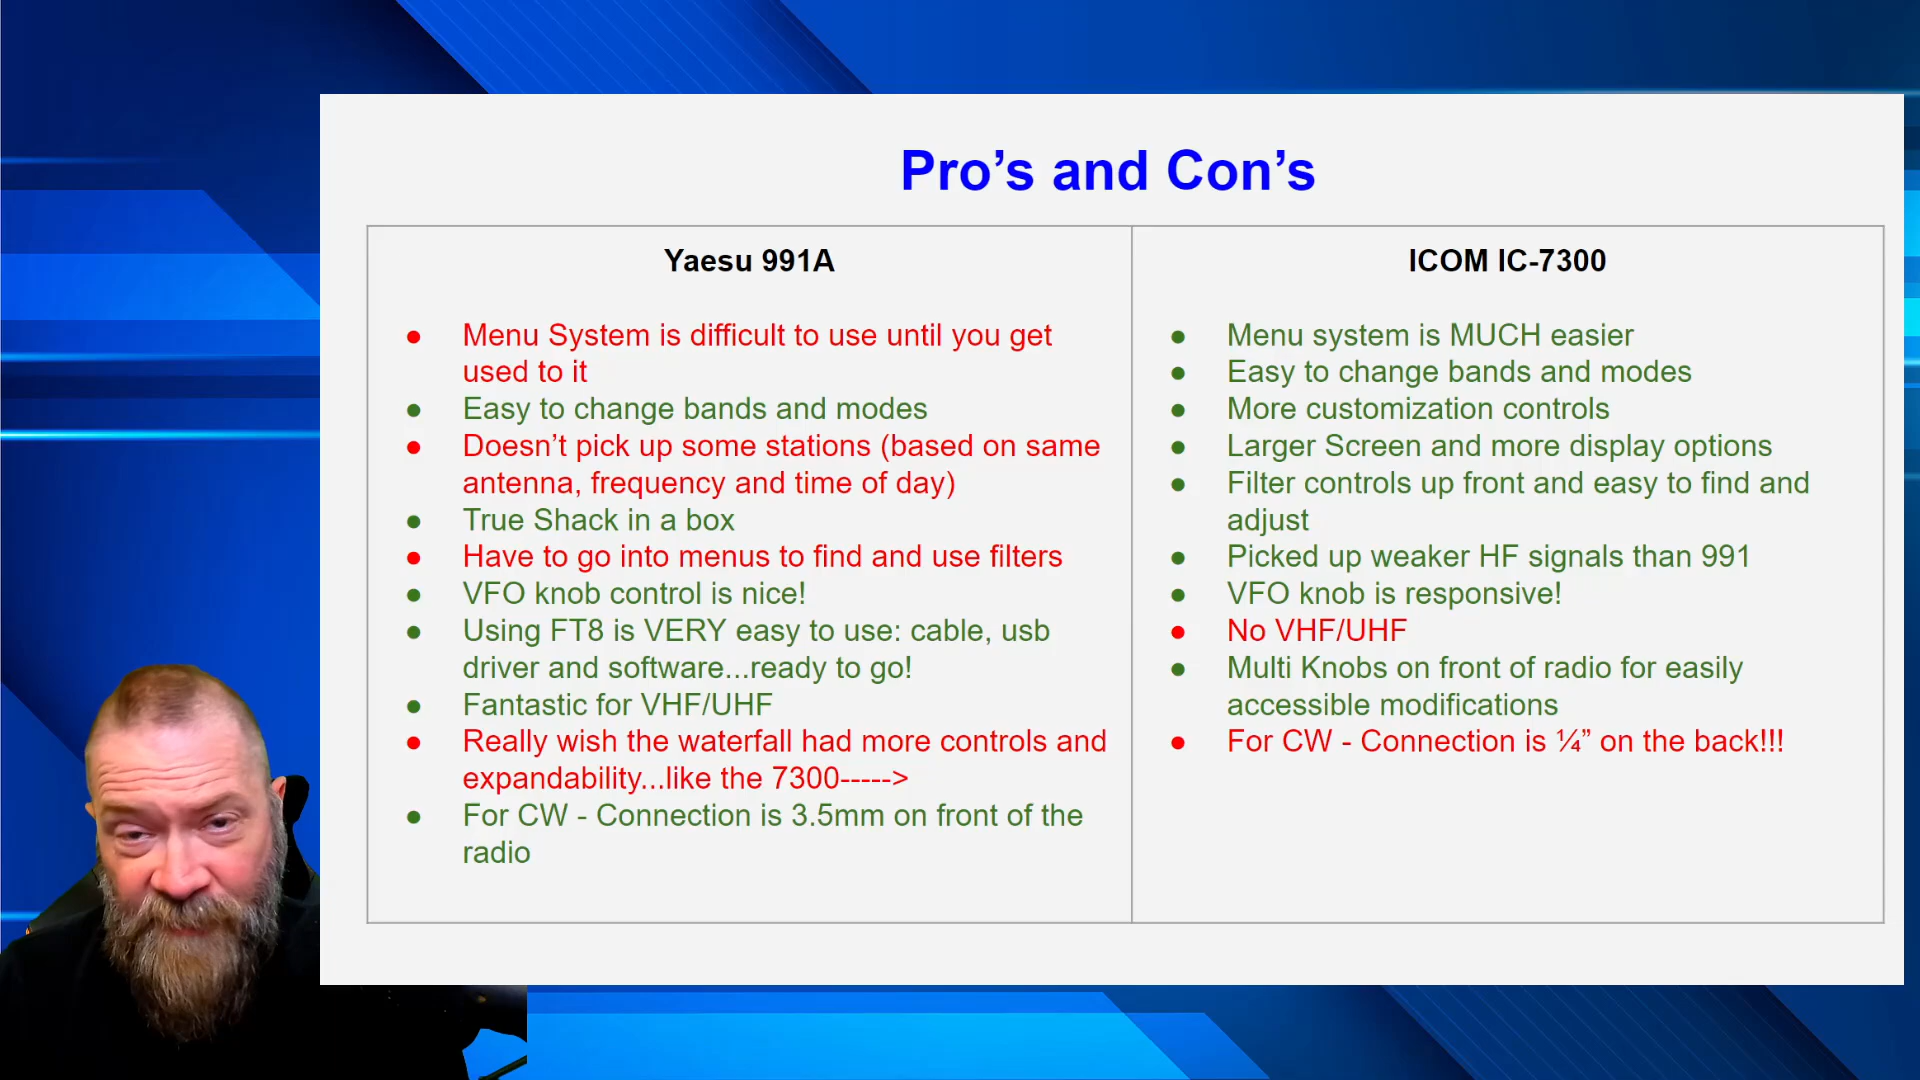 Pro’s and Con’s
Yaesu 991A
Menu System is difficult to use until you get
used to it
Easy to change bands and modes
Doesn’t pick up some stations (based on same
antenna, frequency and time of day)
True Shack in a box
Have to go into menus to find and use filters
VFO knob control is nice!
Using FT8 is VERY easy to use: cable, usb
driver and software...ready to go!
Fantastic for VHF/UHF
Really wish the waterfall had more controls and
expandability...like the 7300----->
For CW - Connection is 3.5mm on front of the
radio
ICOM IC-7300
Menu system is MUCH easier
Easy to change bands and modes
More customization controls
Larger Screen and more display options
Filter controls up front and easy to find and
adjust
Picked up weaker HF signals than 991
VFO knob is responsive!
No VHF/UHF
Multi Knobs on front of radio for easily
accessible modifications
For CW - Connection is ¼” on the back!!!